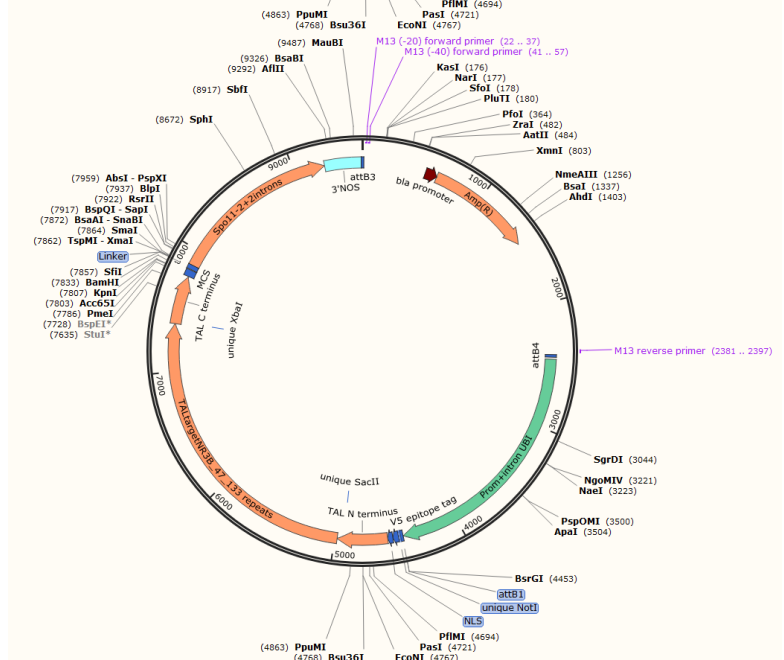 PflMI (4694)
(4863) PpuMI
PasI (4721)
(4768) Bsu36I
EcoNI (4767)
(9487) MauBI
M13 (-20) forward primer (22 .. 37)
M13 (-40) forward primer (41 .. 57)
(9326) BsaBI
(9292) AflII
KasI (176)
NarI (177)
(8917) SbfI
SfoI (178)
PluTI (180)
PfoI (364)
(8672) SphI
ZraI (482)
AatII (484)
XmnI (803)
9000
attB3
3'NOS
bla promoter
1000
Amp(R)
NmeAIII (1256)
BsaI (1337)
AhdI (1403)
(7959) AbsI - PspXI
(7937) BlpI
(7922) RsrII
(7917) BspQI - SapI
(7872) BsaAI - SnaBI
(7864) SmaI
(7862) TspMI - XmaI
Linker
(7857) SfiI
(7833) BamHI
(7807) KpnI
(7803) Acc65I
(7786) PmeI
(7728) BspEI*
(7635) StuI*
Spo11-2+2introns
8000
MCS
TAL C terminus
unique XbaI
2000
attB4
M13 reverse primer (2381 .. 2397)
7000
3000
SgrDI (3044)
NgoMIV (3221)
NaeI (3223)
Prom+intron UBI
TALtargetNR3B_47_133 repeats
unique SacII
6000
TAL N terminus
V5 epitope tag
4000
PspOMI (3500)
ApaI (3504)
5000
BsrGI (4453)
attB1
unique NotI
NLS
PflMI (4694)
(4863) PpuMI
PasI (4721)
(4768) Bsu36I
EcoNI (4767)